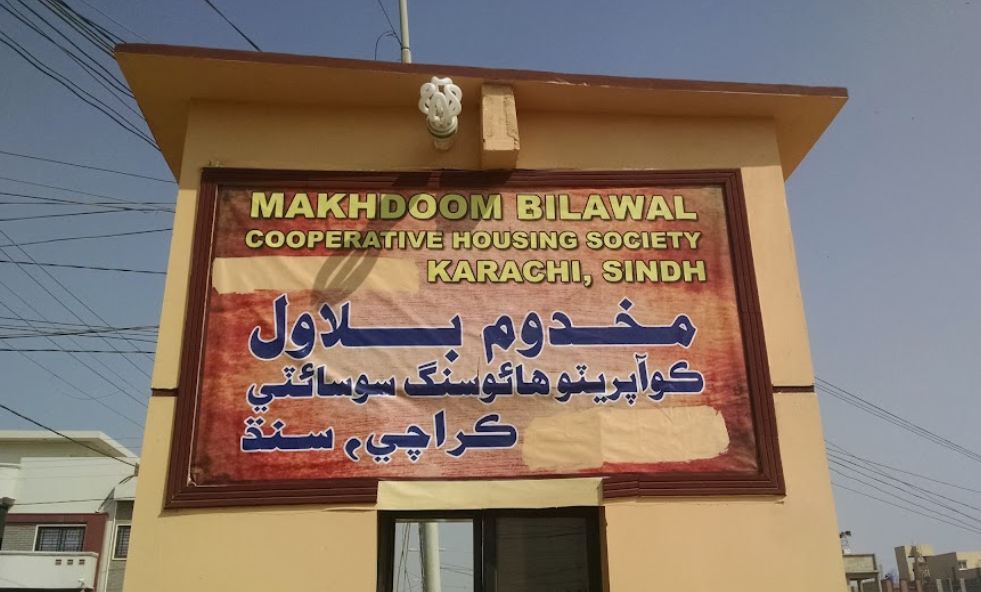 MAKHDOOM BILAWAL
COOPERATIVE HOUSING SOCIETY
KARACHI, SINDH
مخدوم بلاول
ڪوآپريٽو هائوسنگ سوسائٽي
ڪراچي، سنڌ